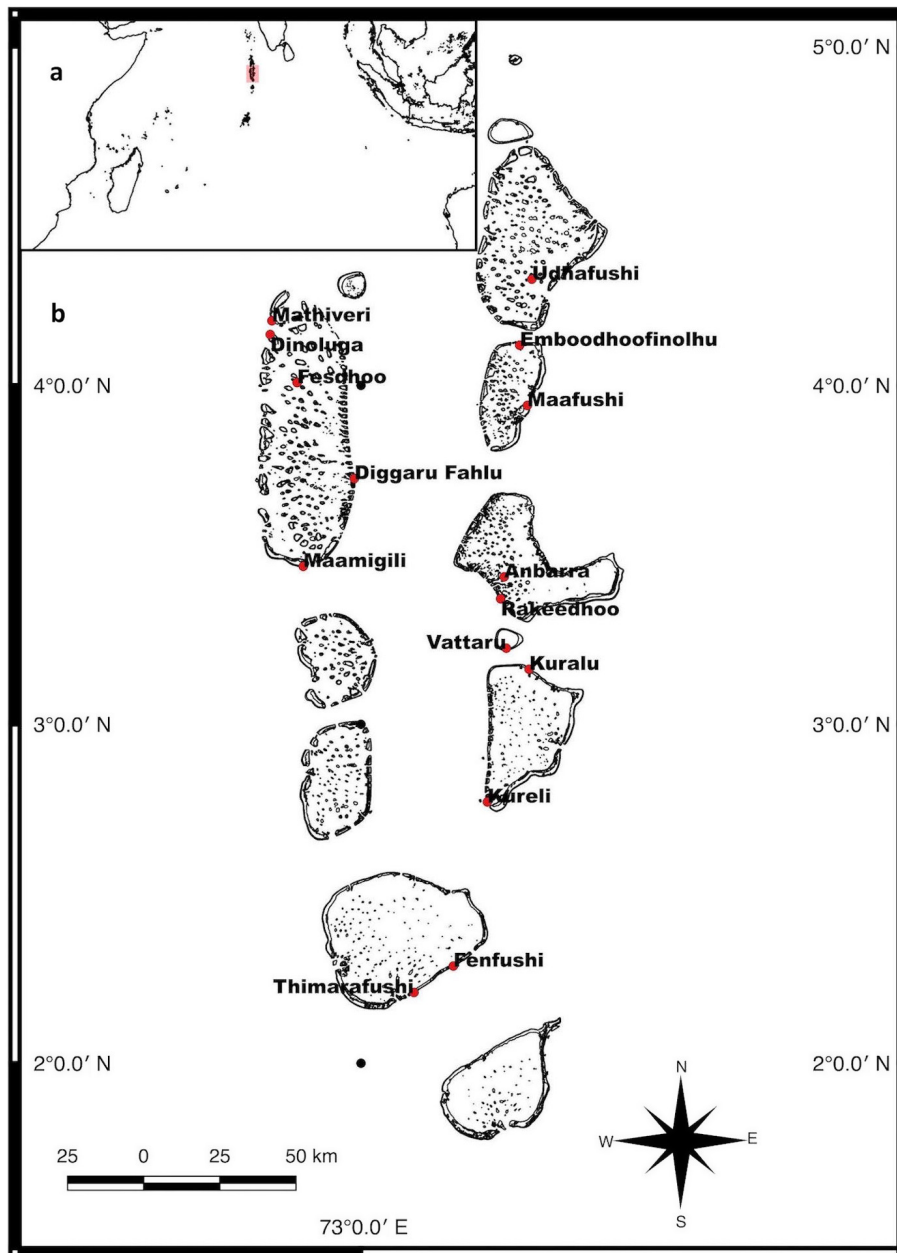 a
5°0.0′ N
Udhafushi
b
Mathiveri
Dinoluga
Emboodhoofinolhu
Fesdhoo
4°0.0′ N
4°0.0′ N
Maafushi
Diggaru Fahlu
Maamigili
Anbarra
Rakeedhoo
Vattaru
Kuralu
3°0.0′ N
3°0.0′ N
Kureli
Fenfushi
Thimarafushi
2°0.0′ N
2°0.0′ N
N
W
E
S
25 0 25 50 km
73°0.0′ E